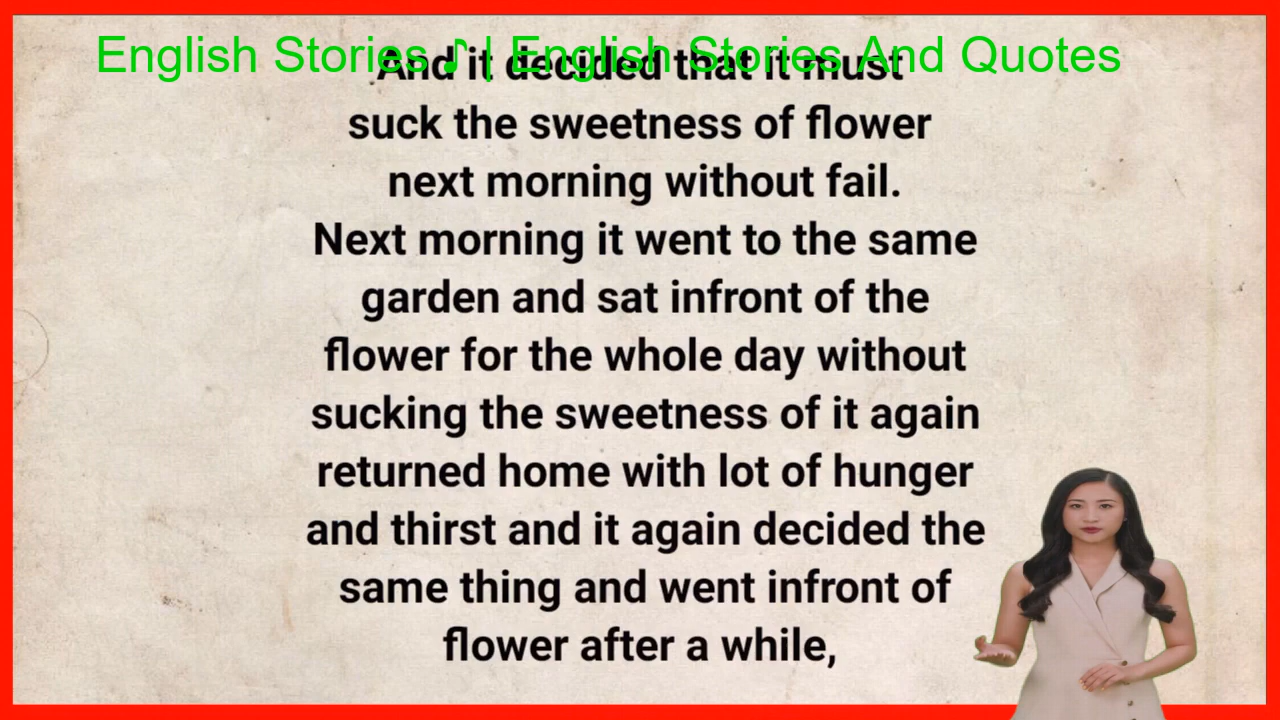 English Stories ♪ | English Stories And Quotes
And it decided that it must
suck the sweetness of flower
next morning without fail.
Next morning it went to the same
garden and sat infront of the
flower for the whole day without
sucking the sweetness of it again
returned home with lot of hunger
and thirst and it again decided the
same thing and went infront of
flower after a while,